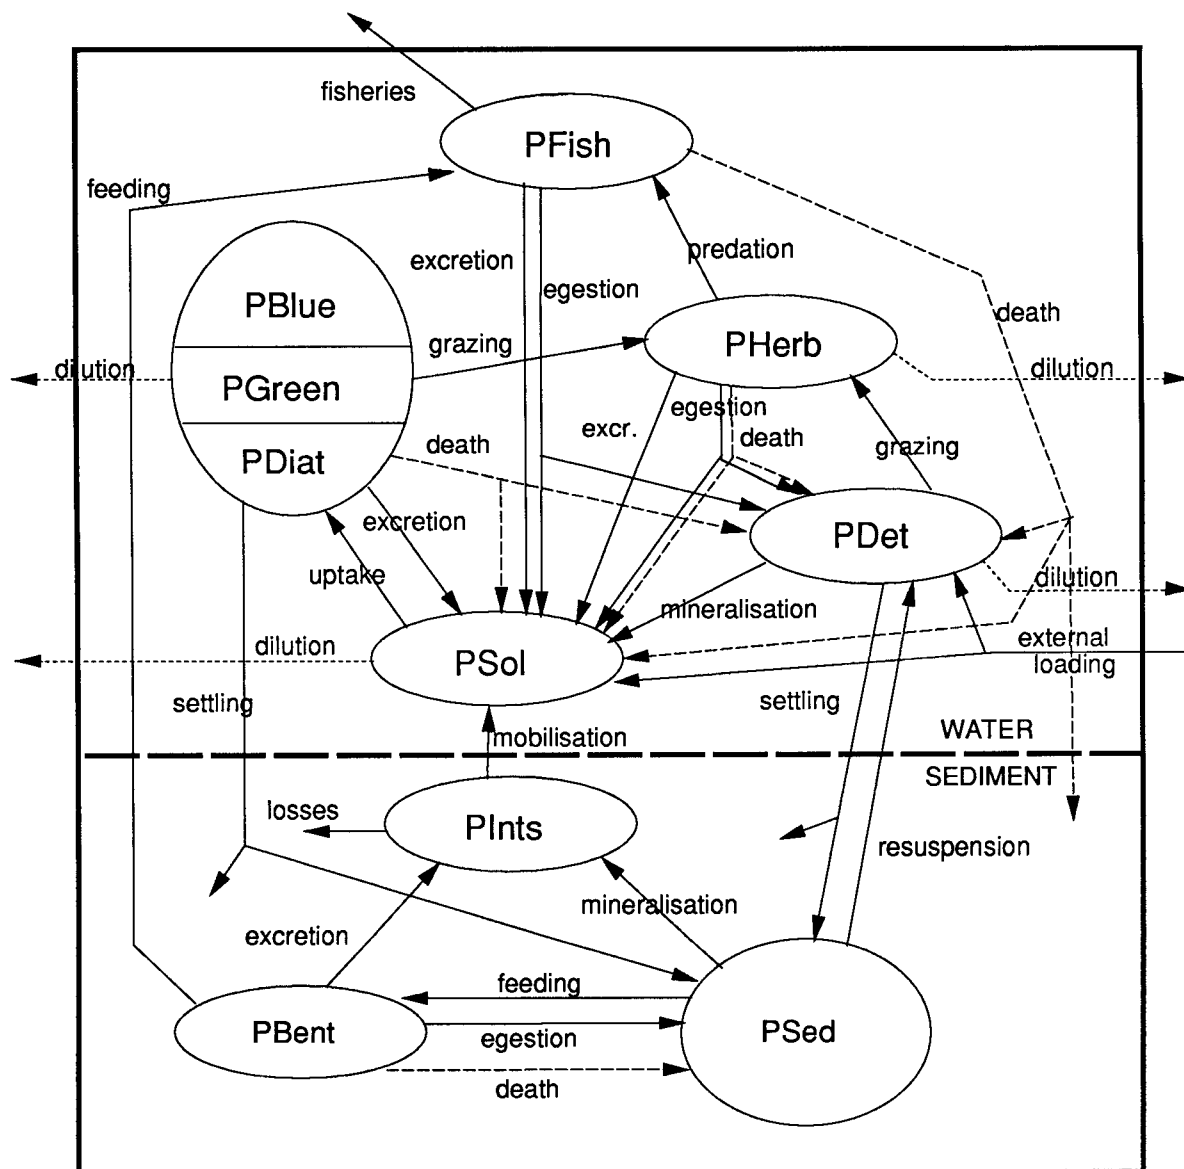 fisheries
PFish
feeding
excretion
predation
egestion
PBlue
death
grazing
PHerb
dilution
dilution
PGreen
egestion
excr.
death
death
grazing
PDiat
excretion
PDet
uptake
dilution
mineralisation
external
loading
dilution
PSol
settling
settling
mobilisation
WATER
SEDIMENT
losses
PInts
resuspension
mineralisation
excretion
feeding
PBent
egestion
PSed
death